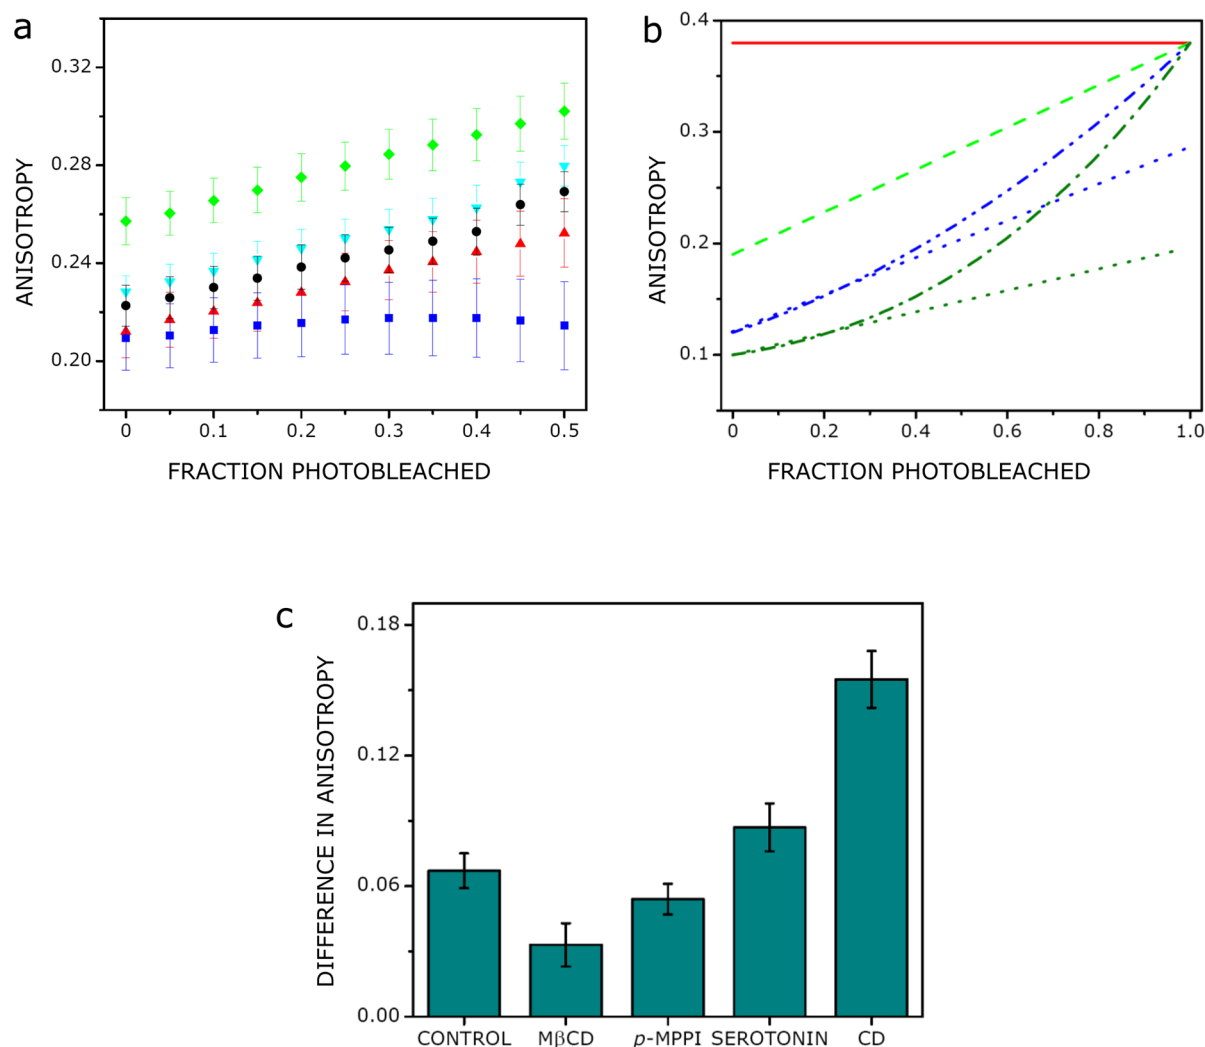 a
ANISOTROPY
0.32
0.28
0.24
0.20
0
0.1
0.2
0.3
0.4
0.5
FRACTION PHOTOBLEACHED
b
ANISOTROPY
0.4
0.3
0.2
0.1
0
0.2
0.4
0.6
0.8
1.0
FRACTION PHOTOBLEACHED
c
DIFFERENCE IN ANISOTROPY
0.18
0.12
0.06
0.00
CONTROL
MβCD
p-MPPI
SEROTONIN
CD